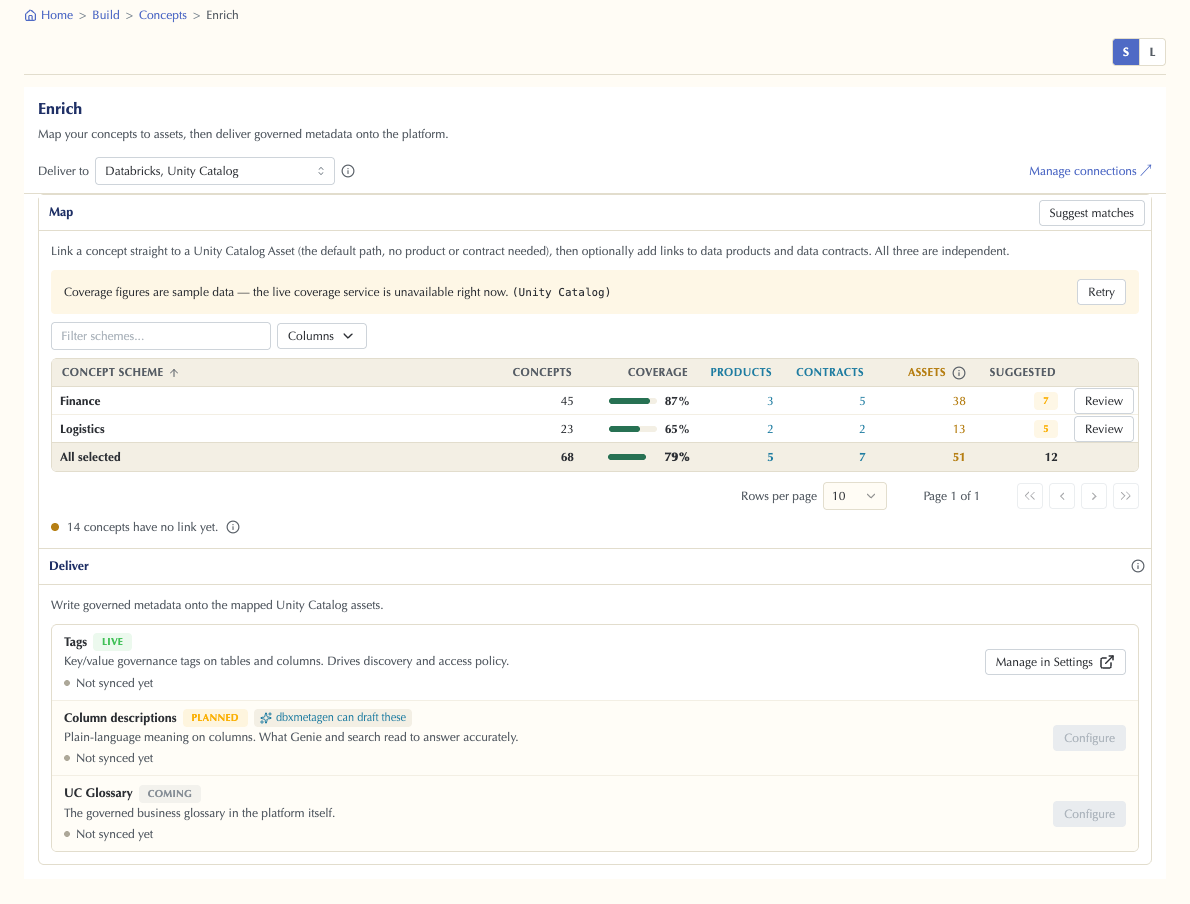 Home > Build > Concepts > Enrich
S L
Enrich
Map your concepts to assets, then deliver governed metadata onto the platform.
Deliver to Databricks, Unity Catalog Manage connections
Map Suggest matches
Link a concept straight to a Unity Catalog Asset (the default path, no product or contract needed), then optionally add links to data products and data contracts. All three are independent.
Coverage figures are sample data — the live coverage service is unavailable right now. (Unity Catalog) Retry
Filter schemes... Columns
CONCEPT SCHEME CONCEPTS COVERAGE PRODUCTS CONTRACTS ASSETS SUGGESTED
Finance 45 87% 3 5 38 7 Review
Logistics 23 65% 2 2 13 5 Review
All selected 68 79% 5 7 51 12
Rows per page 10 Page 1 of 1
14 concepts have no link yet.
Deliver
Write governed metadata onto the mapped Unity Catalog assets.
Tags LIVE
Key/value governance tags on tables and columns. Drives discovery and access policy. Manage in Settings
Not synced yet
Column descriptions PLANNED dbxmetagen can draft these
Plain-language meaning on columns. What Genie and search read to answer accurately. Configure
Not synced yet
UC Glossary COMING
The governed business glossary in the platform itself. Configure
Not synced yet